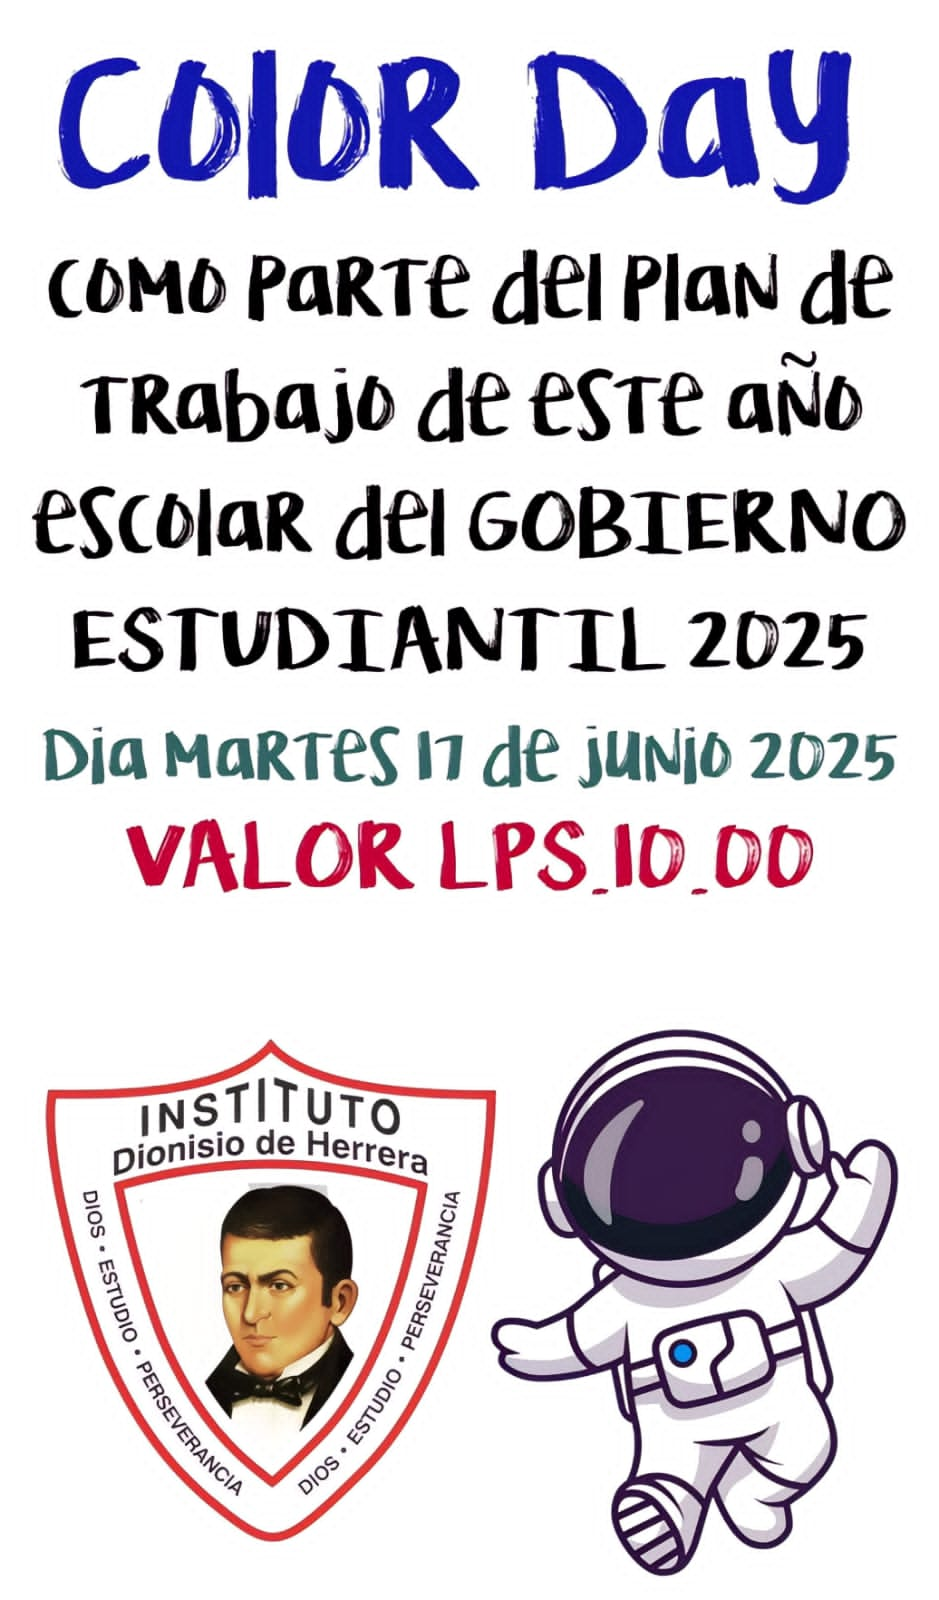 Color Day
Como parte del plan de
trabajo de este año
escolar del GOBIERNO
ESTUDIANTIL 2025
Dia martes 17 de junio 2025
VALOR LPS.10.00
INSTITUTO
Dionisio de Herrera
DIOS • ESTUDIO • PERSEVERANCIA
DIOS • ESTUDIO • PERSEVERANCIA